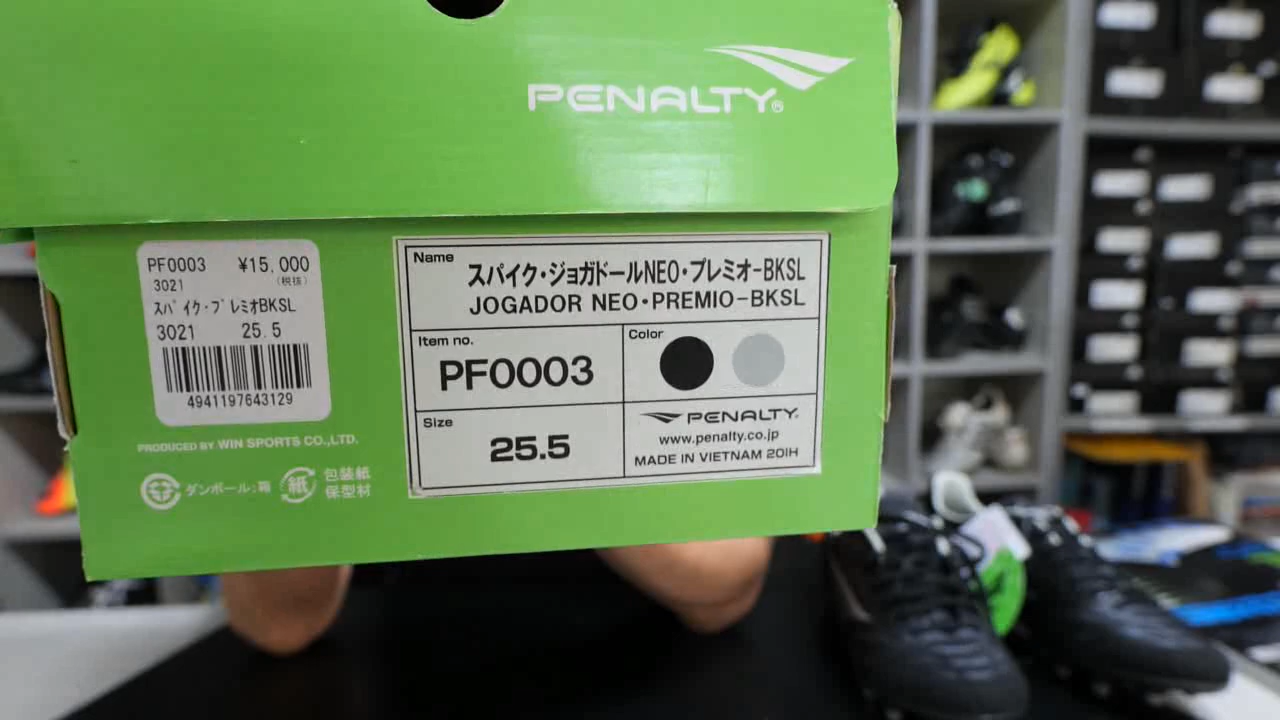 PENALTY®
PF0003 ¥15,000
3021 (税抜)
スパイク・プレミオBKSL
3021 25.5
4941197643129
PRODUCED BY WIN SPORTS CO.,LTD.
ダンボール:箱
紙
包装紙
保型材
Name
スパイク・ジョガドールNEO・プレミオ-BKSL
JOGADOR NEO・PREMIO-BKSL
Item no.
PF0003
Color
Size
25.5
PENALTY
www.penalty.co.jp
MADE IN VIETNAM 20IH